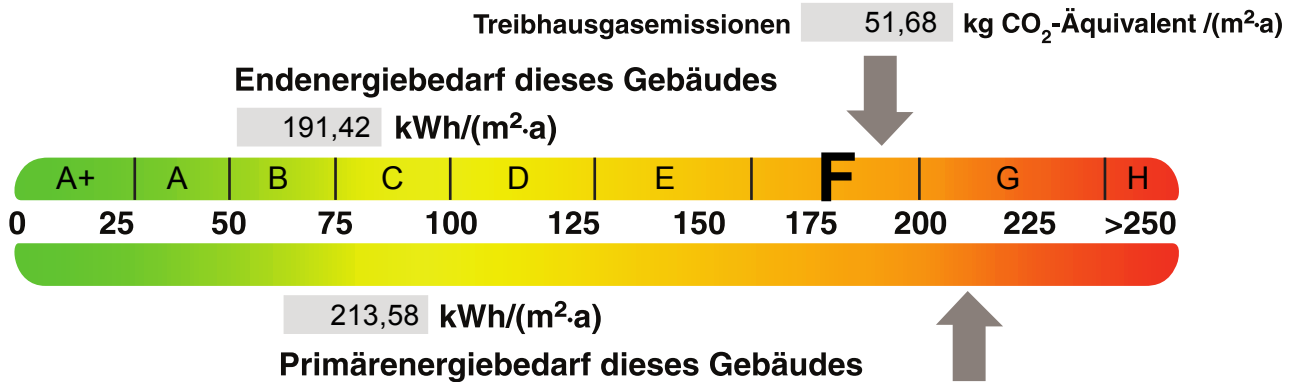 Treibhausgasemissionen 51,68 kg CO₂-Äquivalent /(m²·a)
Endenergiebedarf dieses Gebäudes
191,42 kWh/(m²·a)
A+ A B C D E F G H
0 25 50 75 100 125 150 175 200 225 >250
213,58 kWh/(m²·a)
Primärenergiebedarf dieses Gebäudes